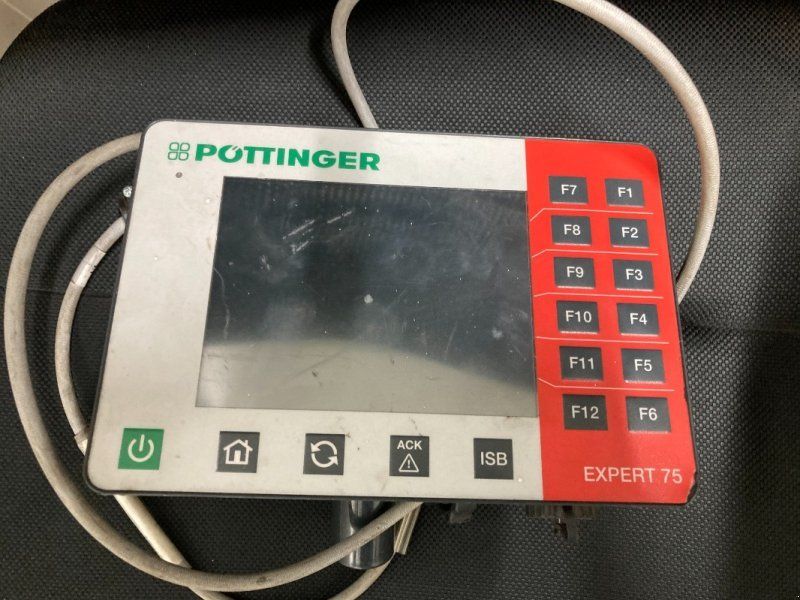 PÖTTINGER
F7 F1
F8 F2
F9 F3
F10 F4
F11 F5
F12 F6
ACK
ISB
EXPERT 75